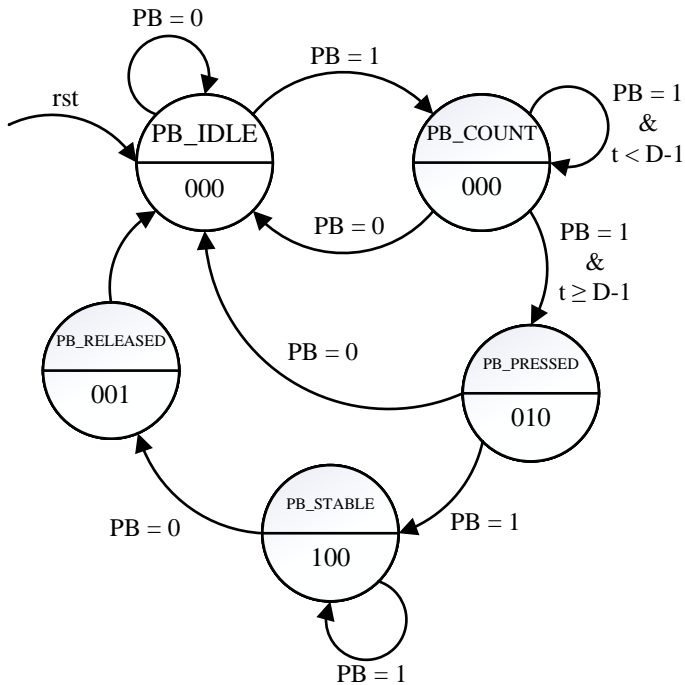 PB = 0
rst
PB_IDLE
000
PB = 1
PB_COUNT
000
PB = 1
&
t < D-1
PB = 0
PB = 1
&
t ≥ D-1
PB_RELEASED
001
PB = 0
PB_PRESSED
010
PB_STABLE
100
PB = 0
PB = 1
PB = 1